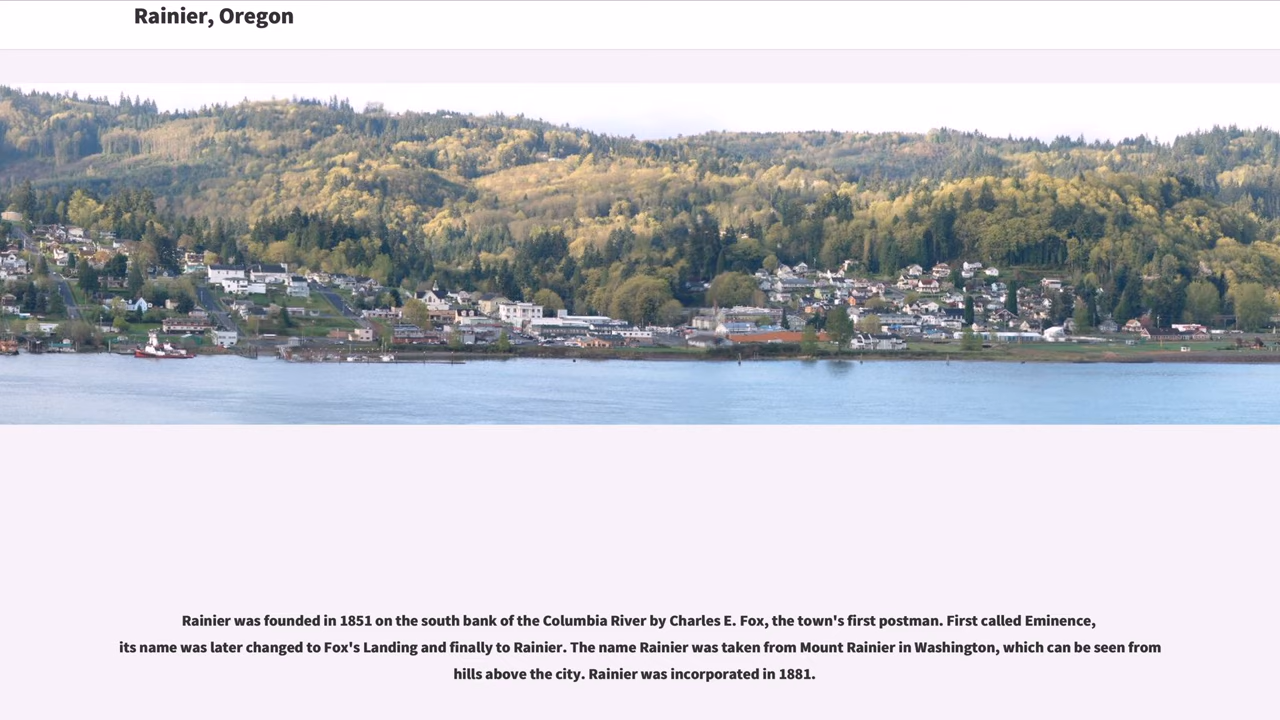 Rainier, Oregon
Rainier was founded in 1851 on the south bank of the Columbia River by Charles E. Fox, the town's first postman. First called Eminence,
its name was later changed to Fox's Landing and finally to Rainier. The name Rainier was taken from Mount Rainier in Washington, which can be seen from
hills above the city. Rainier was incorporated in 1881.